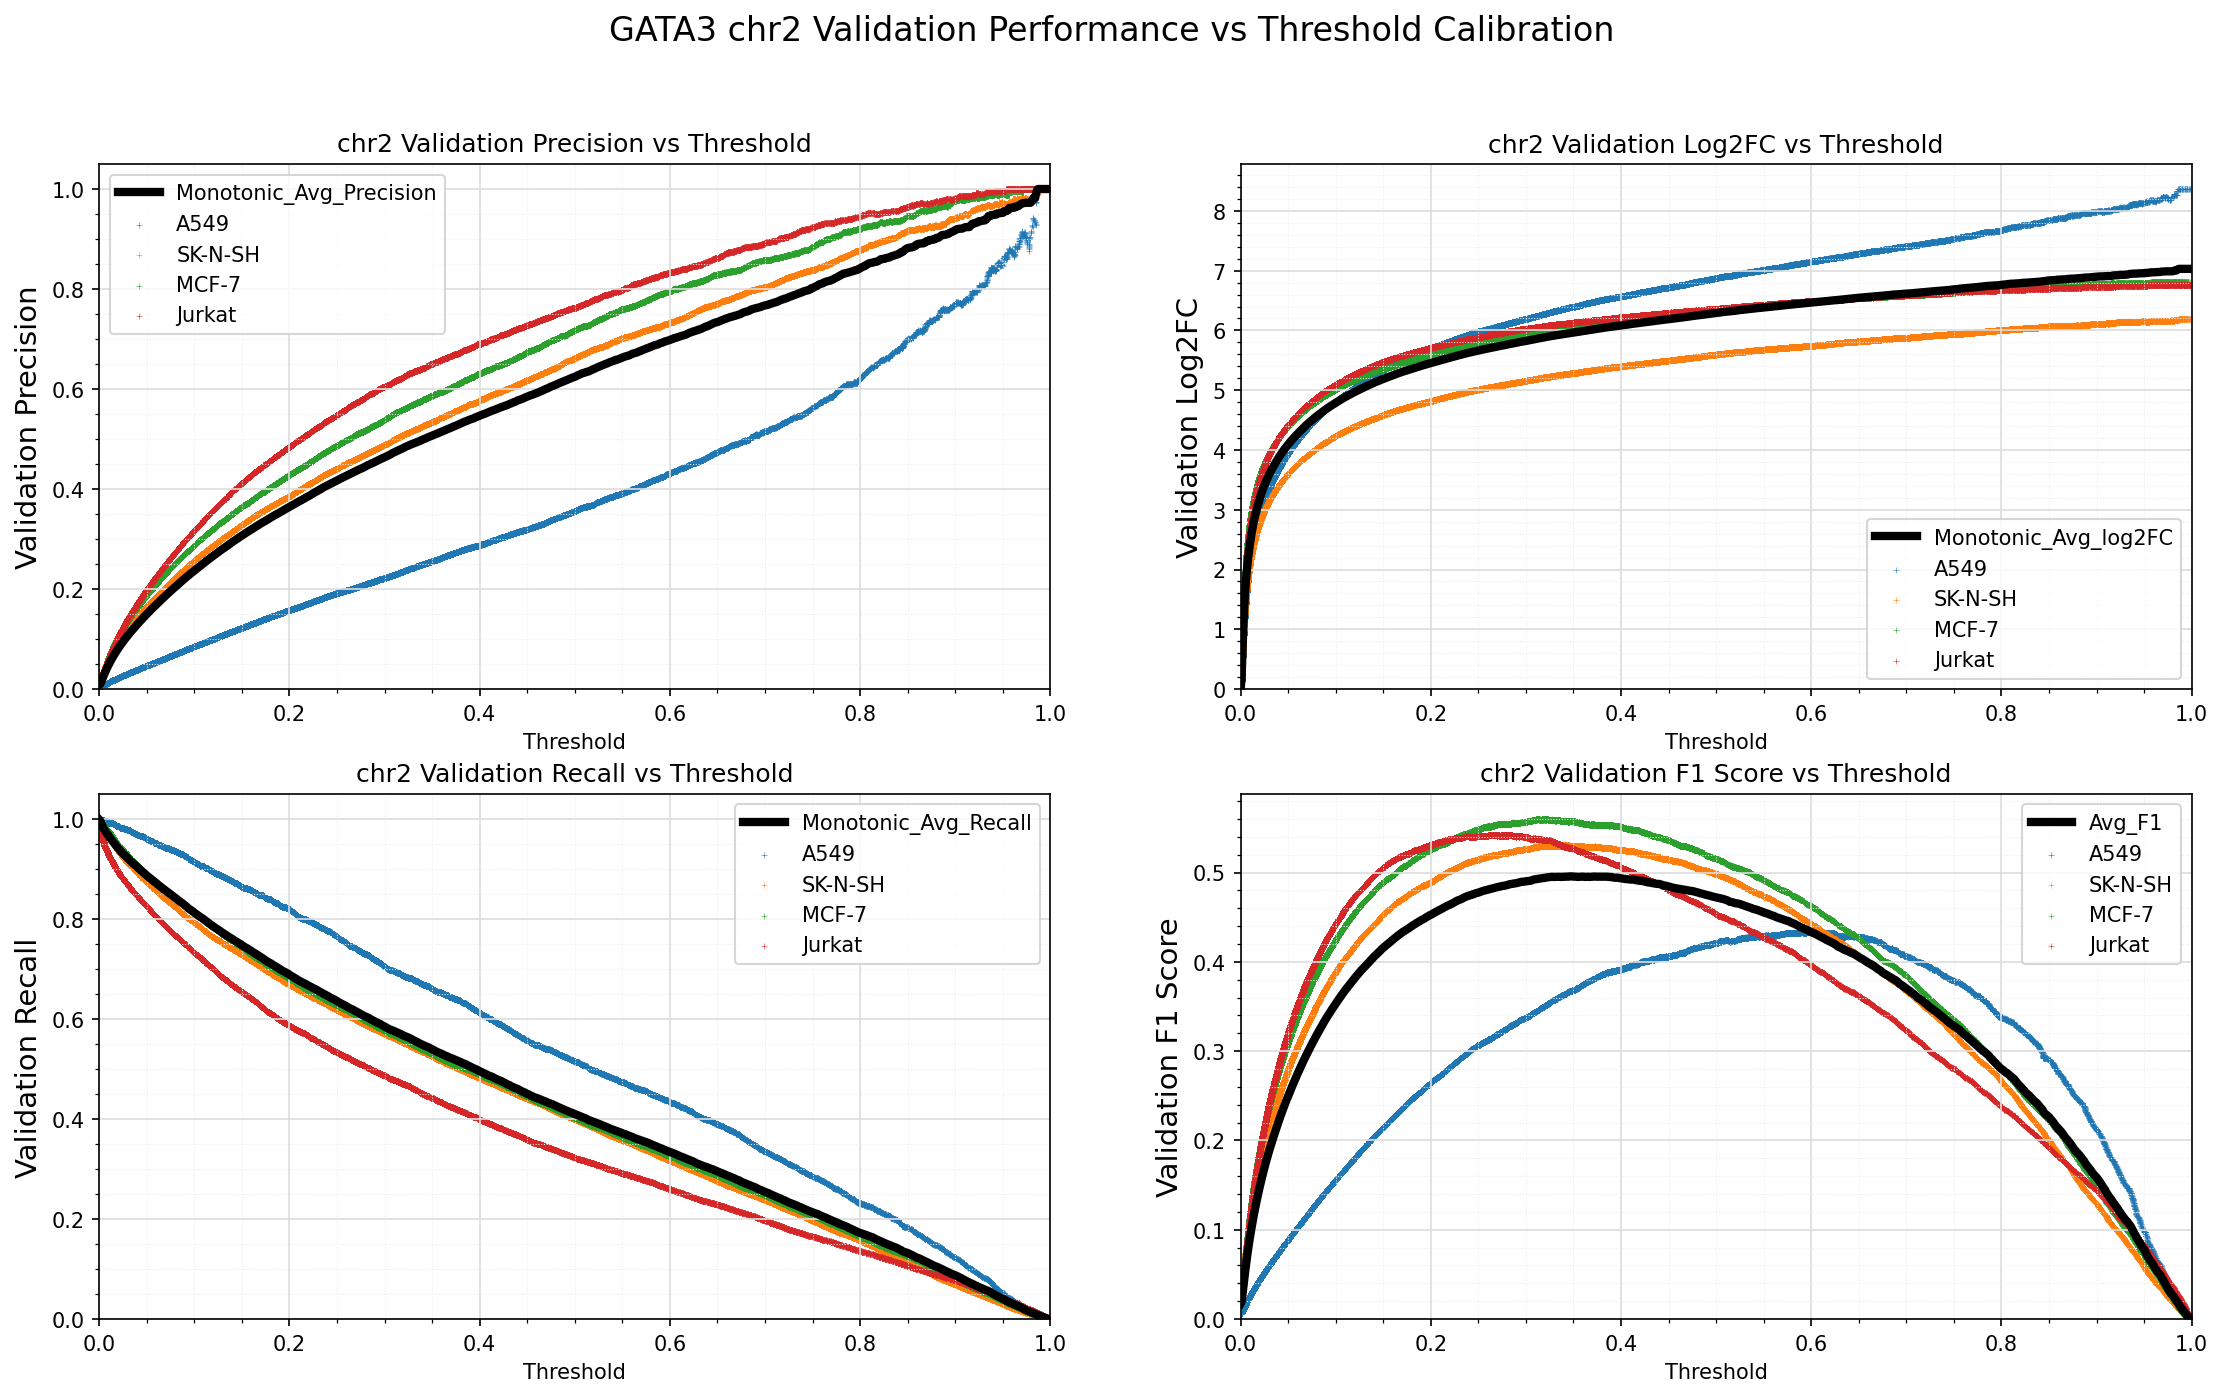 GATA3 chr2 Validation Performance vs Threshold Calibration
chr2 Validation Precision vs Threshold
Validation Precision
1.0
0.8
0.6
0.4
0.2
0.0
Monotonic_Avg_Precision
A549
SK-N-SH
MCF-7
Jurkat
0.0 0.2 0.4 0.6 0.8 1.0
Threshold
chr2 Validation Log2FC vs Threshold
Validation Log2FC
8
7
6
5
4
3
2
1
0
Monotonic_Avg_log2FC
A549
SK-N-SH
MCF-7
Jurkat
0.0 0.2 0.4 0.6 0.8 1.0
Threshold
chr2 Validation Recall vs Threshold
Validation Recall
1.0
0.8
0.6
0.4
0.2
0.0
Monotonic_Avg_Recall
A549
SK-N-SH
MCF-7
Jurkat
0.0 0.2 0.4 0.6 0.8 1.0
Threshold
chr2 Validation F1 Score vs Threshold
Validation F1 Score
0.5
0.4
0.3
0.2
0.1
0.0
Avg_F1
A549
SK-N-SH
MCF-7
Jurkat
0.0 0.2 0.4 0.6 0.8 1.0
Threshold